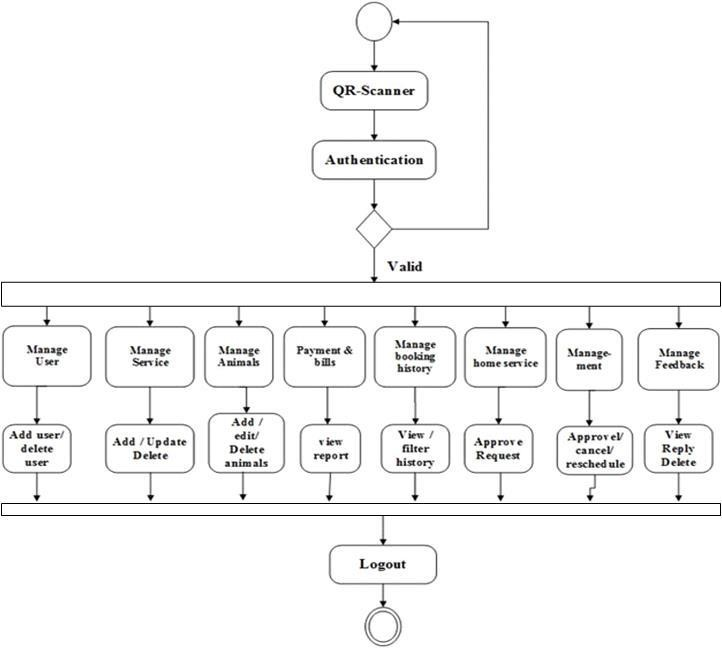 QR-Scanner
Authentication
Valid
Manage
User
Manage
Service
Manage
Animals
Payment &
bills
Manage
booking
history
Manage
home service
Manage-
ment
Manage
Feedback
Add user/
delete
user
Add / Update
Delete
Add /
edit/
Delete
animals
view
report
View /
filter
history
Approve
Request
Approvel/
cancel/
reschedule
View
Reply
Delete
Logout